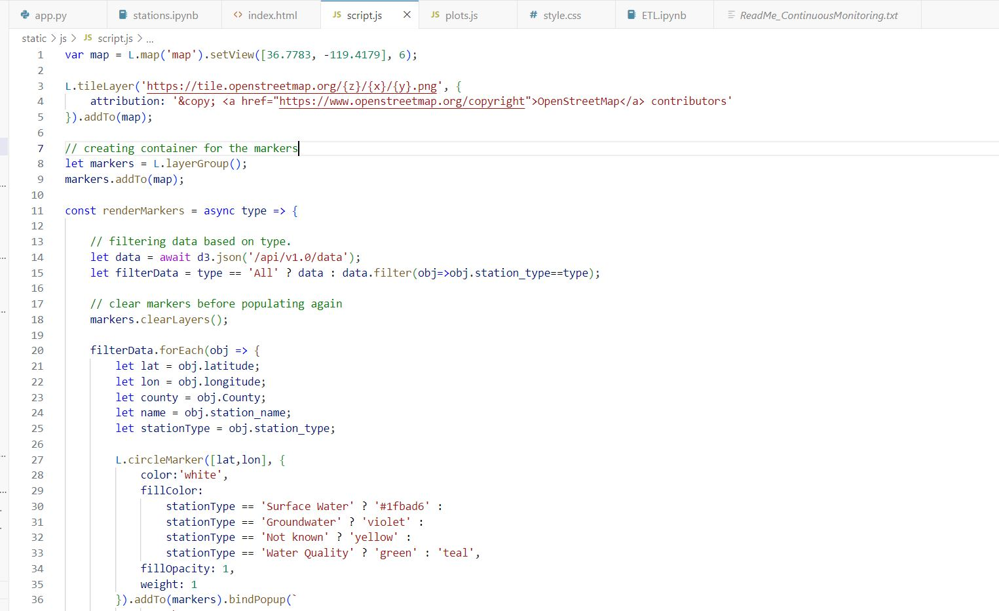 app.py stations.ipynb index.html JS script.js JS plots.js # style.css ETL.ipynb ReadMe_ContinuousMonitoring.txt
static > js > JS script.js > ...
1 var map = L.map('map').setView([36.7783, -119.4179], 6);
2
3 L.tileLayer('https://tile.openstreetmap.org/{z}/{x}/{y}.png', {
4 attribution: '&copy; <a href="https://www.openstreetmap.org/copyright">OpenStreetMap</a> contributors'
5 }).addTo(map);
6
7 // creating container for the markers
8 let markers = L.layerGroup();
9 markers.addTo(map);
10
11 const renderMarkers = async type => {
12
13 // filtering data based on type.
14 let data = await d3.json('/api/v1.0/data');
15 let filterData = type == 'All' ? data : data.filter(obj=>obj.station_type==type);
16
17 // clear markers before populating again
18 markers.clearLayers();
19
20 filterData.forEach(obj => {
21 let lat = obj.latitude;
22 let lon = obj.longitude;
23 let county = obj.County;
24 let name = obj.station_name;
25 let stationType = obj.station_type;
26
27 L.circleMarker([lat,lon], {
28 color:'white',
29 fillColor:
30 stationType == 'Surface Water' ? '#1fbad6' :
31 stationType == 'Groundwater' ? 'violet' :
32 stationType == 'Not known' ? 'yellow' :
33 stationType == 'Water Quality' ? 'green' : 'teal',
34 fillOpacity: 1,
35 weight: 1
36 }).addTo(markers).bindPopup(`